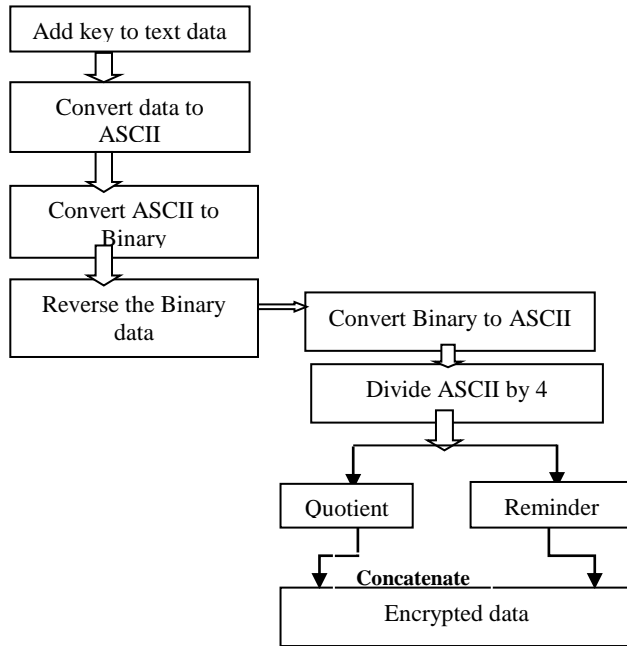 Add key to text data
Convert data to
ASCII
Convert ASCII to
Binary
Reverse the Binary
data
Convert Binary to ASCII
Divide ASCII by 4
Quotient
Reminder
Concatenate
Encrypted data